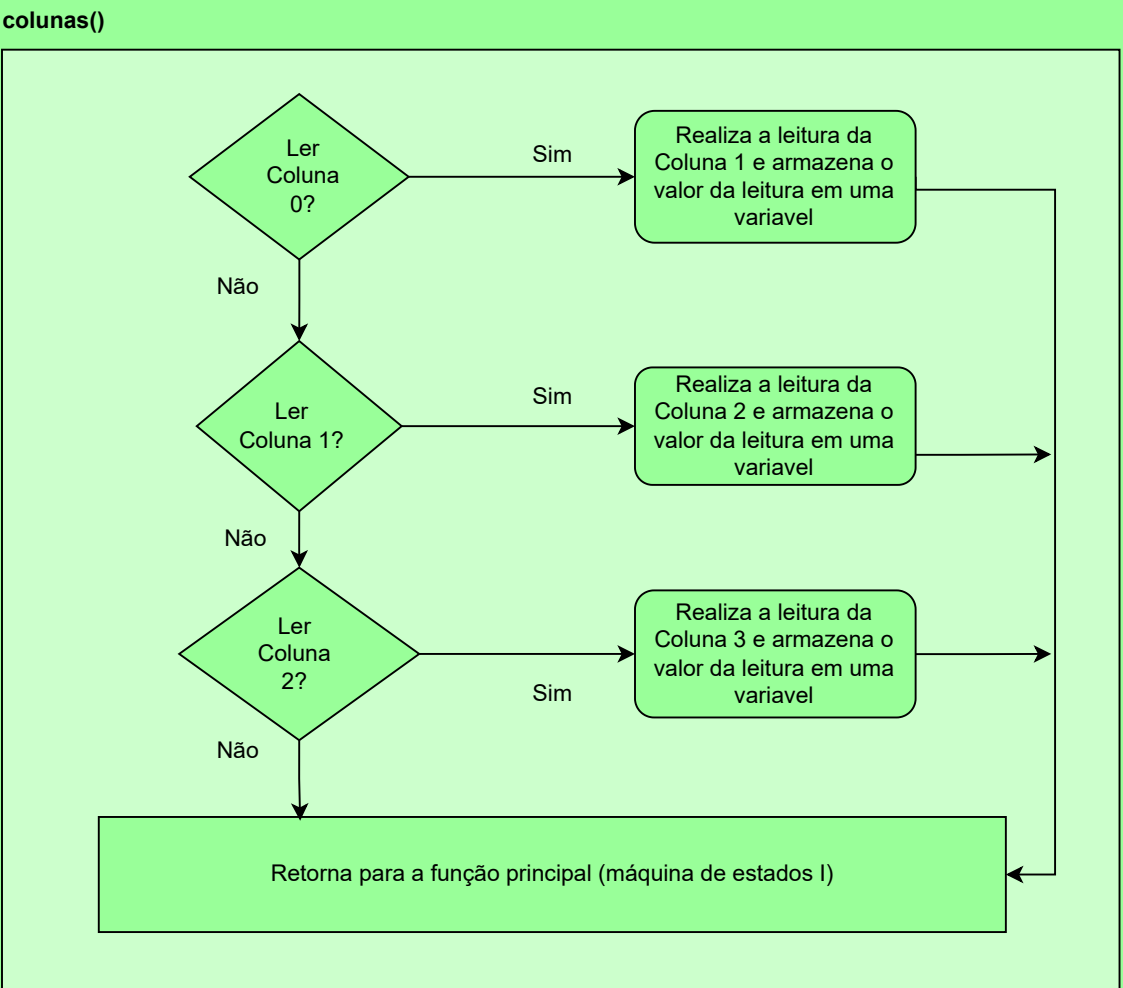 colunas()
Ler
Coluna
0?
Sim
Realiza a leitura da
Coluna 1 e armazena o
valor da leitura em uma
variavel
Não
Ler
Coluna 1?
Sim
Realiza a leitura da
Coluna 2 e armazena o
valor da leitura em uma
variavel
Não
Ler
Coluna
2?
Sim
Realiza a leitura da
Coluna 3 e armazena o
valor da leitura em uma
variavel
Não
Retorna para a função principal (máquina de estados I)